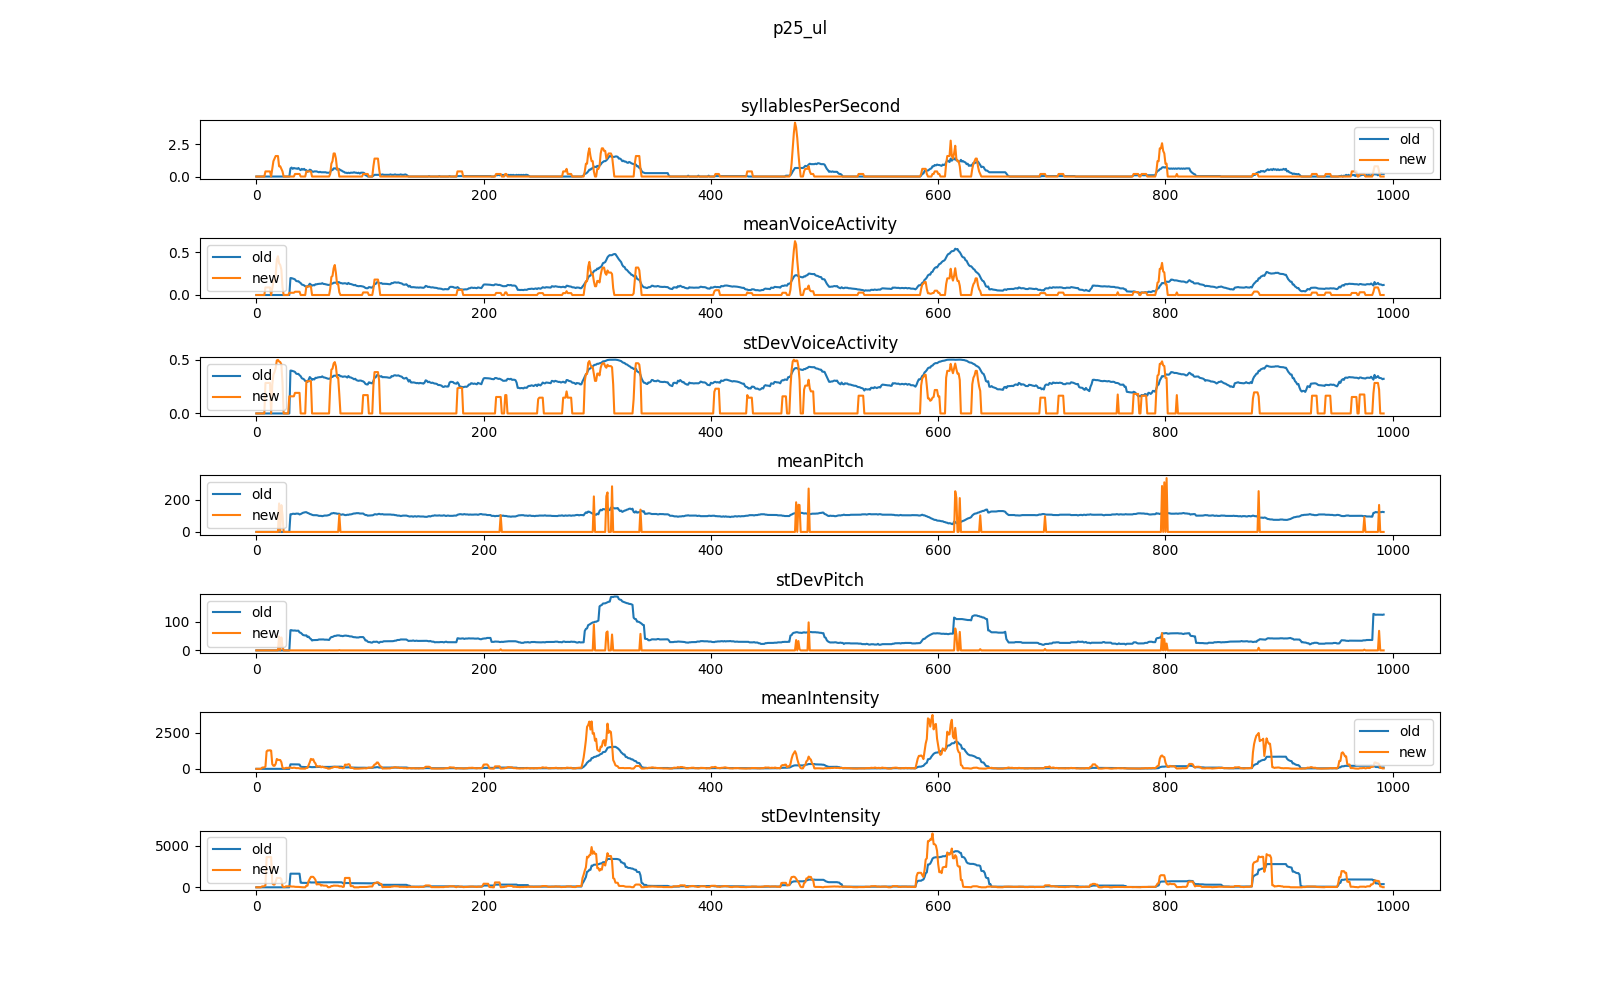 p25_ul
syllablesPerSecond
2.5
0.0
old
new
0 200 400 600 800 1000
meanVoiceActivity
0.5
0.0
old
new
0 200 400 600 800 1000
stDevVoiceActivity
0.5
0.0
old
new
0 200 400 600 800 1000
meanPitch
200
0
old
new
0 200 400 600 800 1000
stDevPitch
100
0
old
new
0 200 400 600 800 1000
meanIntensity
2500
0
old
new
0 200 400 600 800 1000
stDevIntensity
5000
0
old
new
0 200 400 600 800 1000